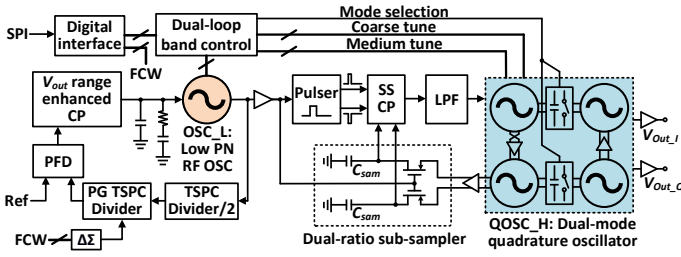 SPI
Digital
interface
FCW
Dual-loop
band control
Mode selection
Coarse tune
Medium tune
Vout range
enhanced
CP
OSC_L:
Low PN
RF OSC
Pulser
SS
CP
LPF
PFD
Ref
PG TSPC
Divider
TSPC
Divider/2
FCW
ΔΣ
Csam
Csam
Dual-ratio sub-sampler
VOut_I
VOut_Q
QOSC_H: Dual-mode
quadrature oscillator